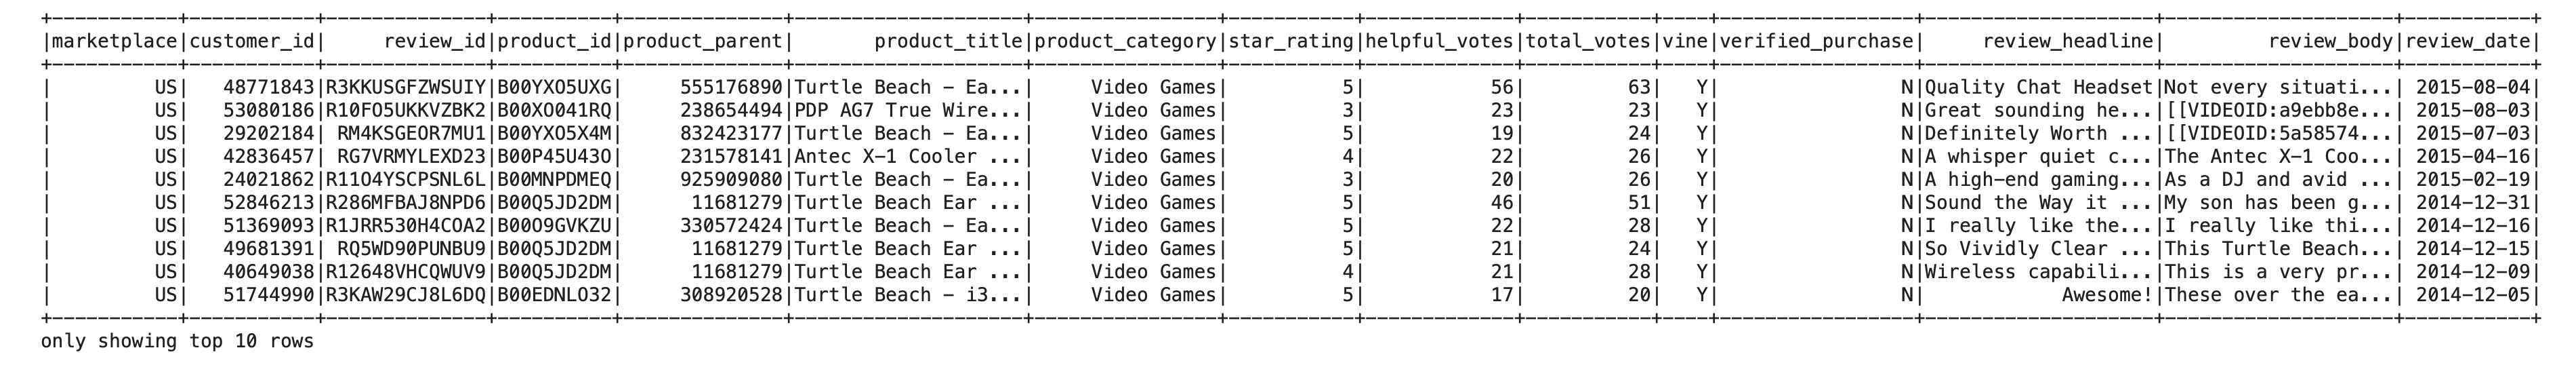 +-----------+-----------+--------------+----------+--------------+--------------------+----------------+-----------+-------------+-----------+----+-----------------+--------------------+--------------------+-----------+
|marketplace|customer_id|     review_id|product_id|product_parent|       product_title|product_category|star_rating|helpful_votes|total_votes|vine|verified_purchase|     review_headline|         review_body|review_date|
+-----------+-----------+--------------+----------+--------------+--------------------+----------------+-----------+-------------+-----------+----+-----------------+--------------------+--------------------+-----------+
|         US|   48771843|R3KKUSGFZWSUIY|B00YXO5UXG|     555176890|Turtle Beach - Ea...|     Video Games|          5|           56|         63|   Y|                N|Quality Chat Headset|Not every situati...| 2015-08-04|
|         US|   53080186|R10FO5UKKVZBK2|B00XO041RQ|     238654494|PDP AG7 True Wire...|     Video Games|          3|           23|         23|   Y|                N|Great sounding he...|[[VIDEOID:a9ebb8e...| 2015-08-03|
|         US|   29202184| RM4KSGEOR7MU1|B00YXO5X4M|     832423177|Turtle Beach - Ea...|     Video Games|          5|           19|         24|   Y|                N|Definitely Worth ...|[[VIDEOID:5a58574...| 2015-07-03|
|         US|   42836457| RG7VRMYLEXD23|B00P45U43O|     231578141|Antec X-1 Cooler ...|     Video Games|          4|           22|         26|   Y|                N|A whisper quiet c...|The Antec X-1 Coo...| 2015-04-16|
|         US|   24021862|R11O4YSCPSNL6L|B00MNPDMEQ|     925909080|Turtle Beach - Ea...|     Video Games|          3|           20|         26|   Y|                N|A high-end gaming...|As a DJ and avid ...| 2015-02-19|
|         US|   52846213|R286MFBAJ8NPD6|B00Q5JD2DM|      11681279|Turtle Beach Ear ...|     Video Games|          5|           46|         51|   Y|                N|Sound the Way it ...|My son has been g...| 2014-12-31|
|         US|   51369093|R1JRR530H4COA2|B00O9GVKZU|     330572424|Turtle Beach - Ea...|     Video Games|          5|           22|         28|   Y|                N|I really like the...|I really like thi...| 2014-12-16|
|         US|   49681391| RQ5WD90PUNBU9|B00Q5JD2DM|      11681279|Turtle Beach Ear ...|     Video Games|          5|           21|         24|   Y|                N|So Vividly Clear ...|This Turtle Beach...| 2014-12-15|
|         US|   40649038|R12648VHCQWUV9|B00Q5JD2DM|      11681279|Turtle Beach Ear ...|     Video Games|          4|           21|         28|   Y|                N|Wireless capabili...|This is a very pr...| 2014-12-09|
|         US|   51744990|R3KAW29CJ8L6DQ|B00EDNLO32|     308920528|Turtle Beach - i3...|     Video Games|          5|           17|         20|   Y|                N|            Awesome!|These over the ea...| 2014-12-05|
+-----------+-----------+--------------+----------+--------------+--------------------+----------------+-----------+-------------+-----------+----+-----------------+--------------------+--------------------+-----------+
only showing top 10 rows